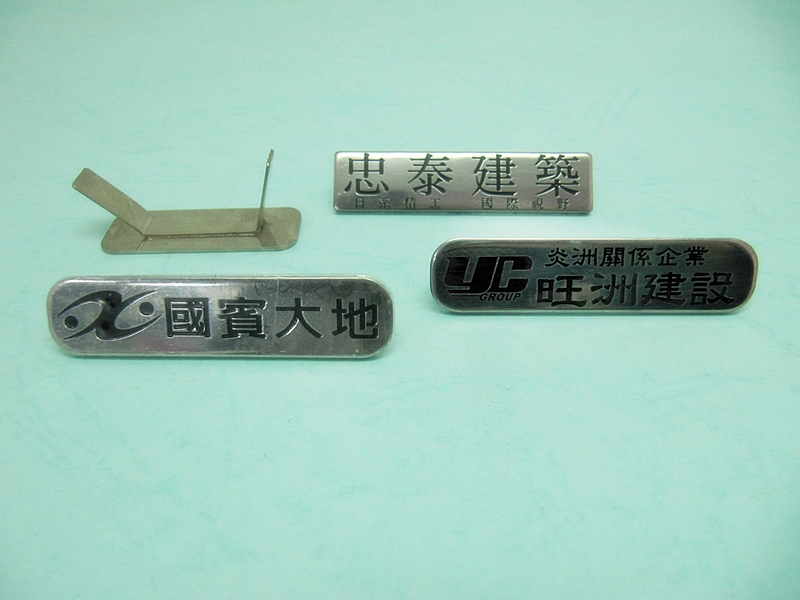 忠泰建築
日系精工 國際視野
YC GROUP
炎洲關係企業
旺洲建設
國賓大地